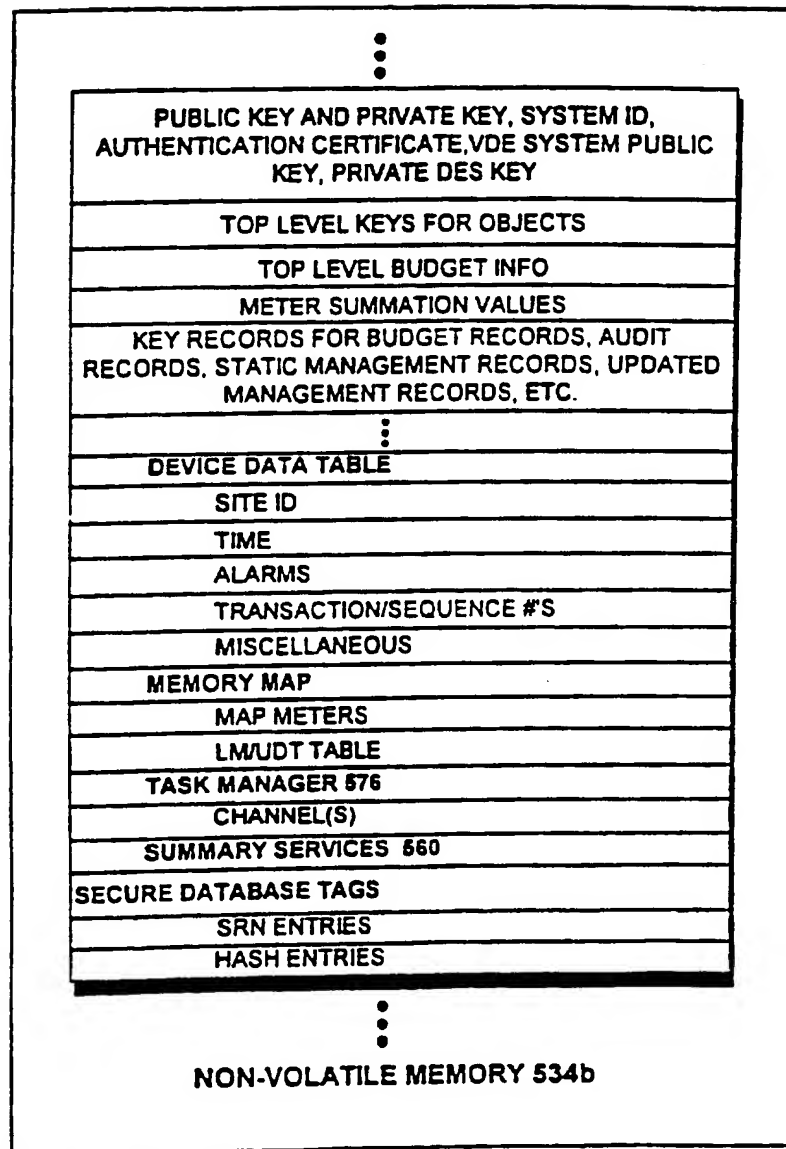 PUBLIC KEY AND PRIVATE KEY, SYSTEM ID,
AUTHENTICATION CERTIFICATE,VDE SYSTEM PUBLIC
KEY, PRIVATE DES KEY
TOP LEVEL KEYS FOR OBJECTS
TOP LEVEL BUDGET INFO
METER SUMMATION VALUES
KEY RECORDS FOR BUDGET RECORDS, AUDIT
RECORDS, STATIC MANAGEMENT RECORDS, UPDATED
MANAGEMENT RECORDS, ETC.
DEVICE DATA TABLE
SITE ID
TIME
ALARMS
TRANSACTION/SEQUENCE #'S
MISCELLANEOUS
MEMORY MAP
MAP METERS
LM/UDT TABLE
TASK MANAGER 576
CHANNEL(S)
SUMMARY SERVICES 560
SECURE DATABASE TAGS
SRN ENTRIES
HASH ENTRIES
NON-VOLATILE MEMORY 534b